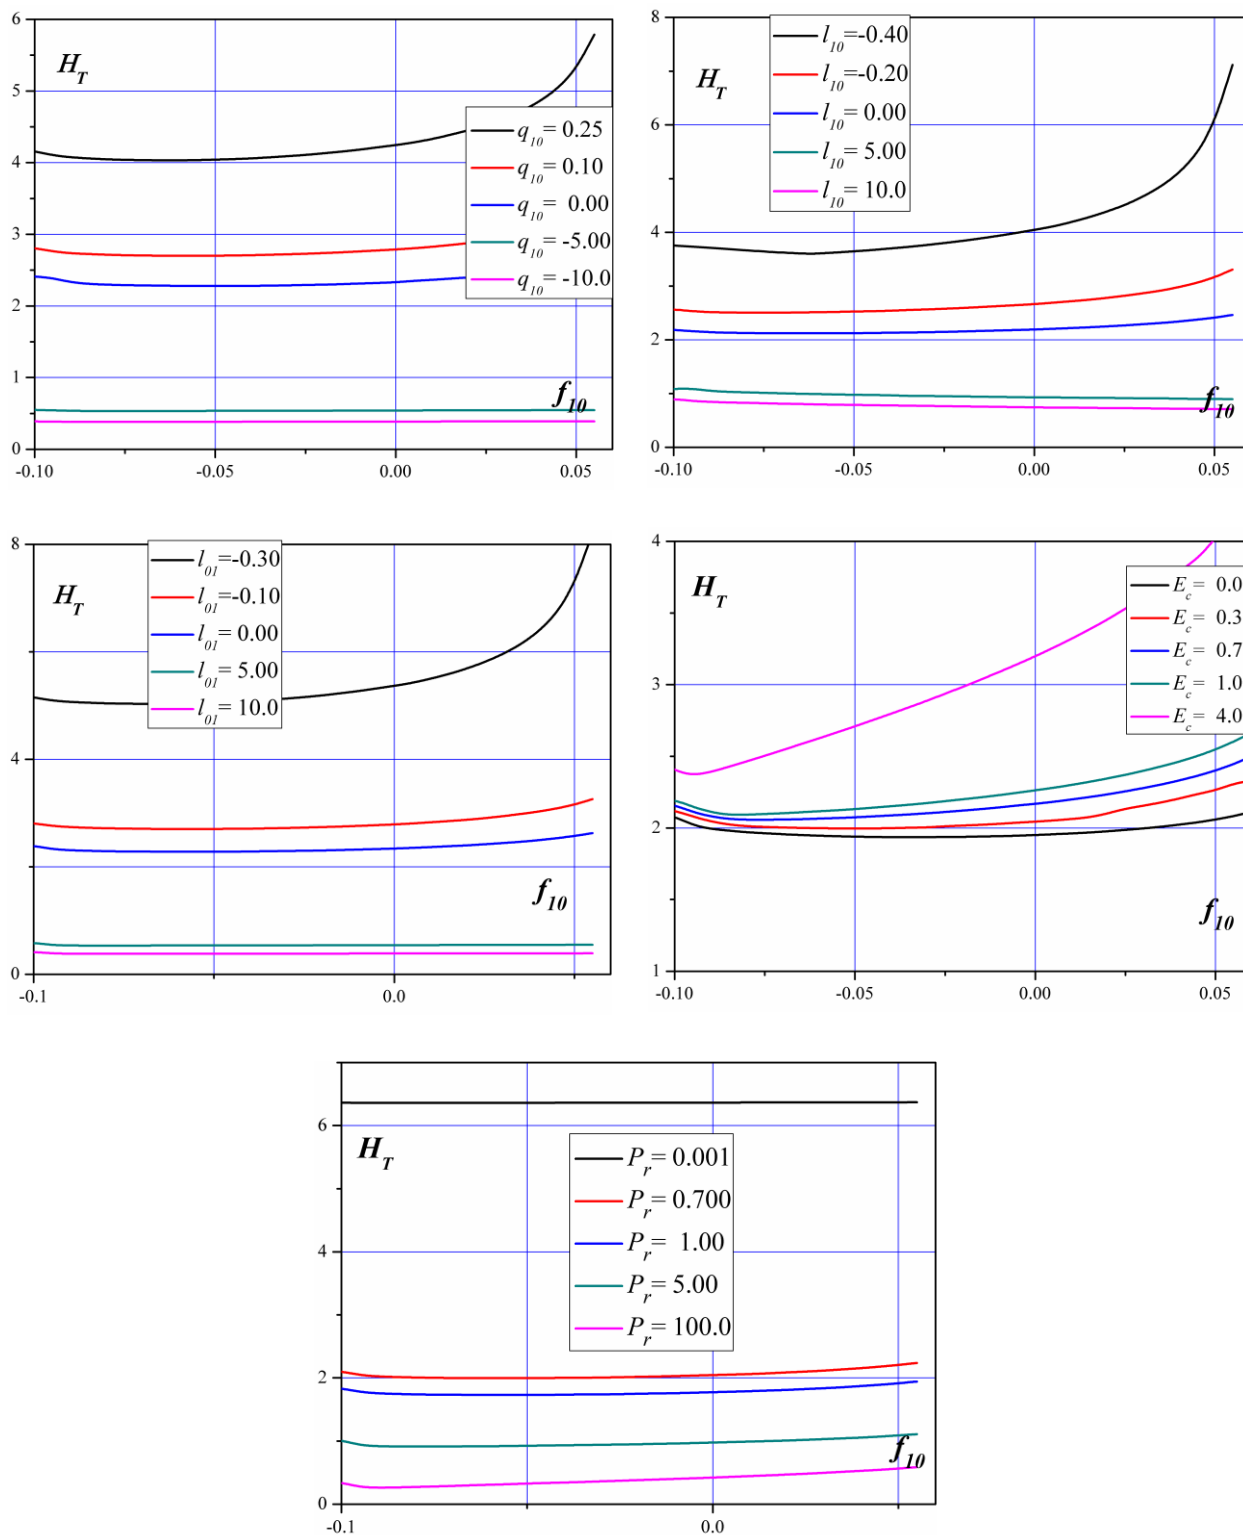 6
5
4
3
2
1
0
H_T
q_10= 0.25
q_10= 0.10
q_10= 0.00
q_10= -5.00
q_10= -10.0
f_10
-0.10 -0.05 0.00 0.05
8
6
4
2
0
H_T
l_10=-0.40
l_10=-0.20
l_10= 0.00
l_10= 5.00
l_10= 10.0
f_10
-0.10 -0.05 0.00 0.05
8
4
0
H_T
l_01=-0.30
l_01=-0.10
l_01= 0.00
l_01= 5.00
l_01= 10.0
f_10
-0.1 0.0
4
3
2
1
H_T
E_c= 0.0
E_c= 0.3
E_c= 0.7
E_c= 1.0
E_c= 4.0
f_10
-0.10 -0.05 0.00 0.05
6
4
2
0
H_T
P_r= 0.001
P_r= 0.700
P_r= 1.00
P_r= 5.00
P_r= 100.0
f_10
-0.1 0.0